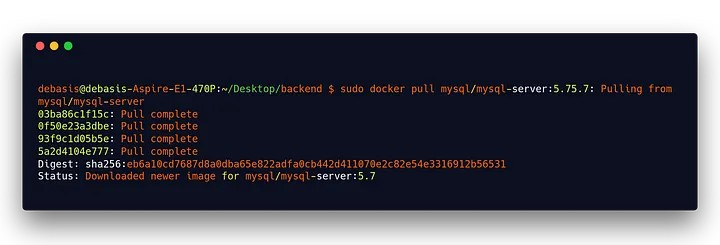 debasis@debasis-Aspire-E1-470P:~/Desktop/backend $ sudo docker pull mysql/mysql-server:5.75.7: Pulling from
mysql/mysql-server
03ba86c1f15c: Pull complete
0f50e23a3dbe: Pull complete
93f9c1d05b5e: Pull complete
5a2d4104e777: Pull complete
Digest: sha256:eb6a10cd7687d8a0dba65e822adfa0cb442d411070e2c82e54e3316912b56531
Status: Downloaded newer image for mysql/mysql-server:5.7